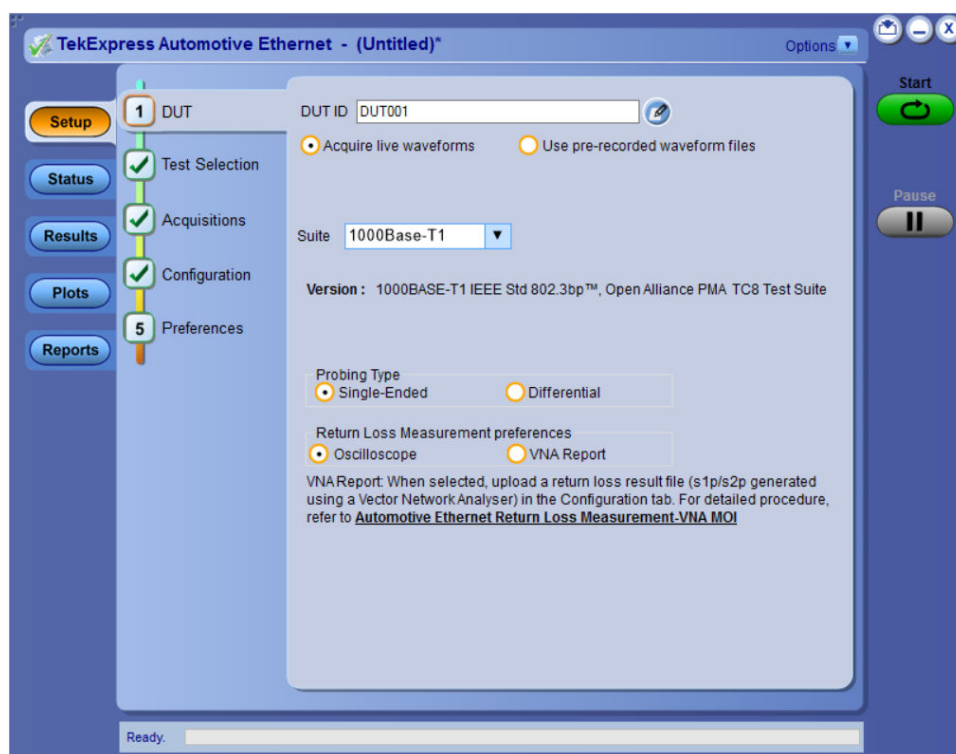 TekExpress Automotive Ethernet - (Untitled)*
Options
X
Start
Pause
Setup
Status
Results
Plots
Reports
1 DUT
Test Selection
Acquisitions
Configuration
5 Preferences
DUT ID DUT001
Acquire live waveforms Use pre-recorded waveform files
Suite 1000Base-T1
Version : 1000BASE-T1 IEEE Std 802.3bp™, Open Alliance PMA TC8 Test Suite
Probing Type
Single-Ended Differential
Return Loss Measurement preferences
Oscilloscope VNA Report
VNA Report: When selected, upload a return loss result file (s1p/s2p generated
using a Vector Network Analyser) in the Configuration tab. For detailed procedure,
refer to Automotive Ethernet Return Loss Measurement-VNA MOI
Ready.